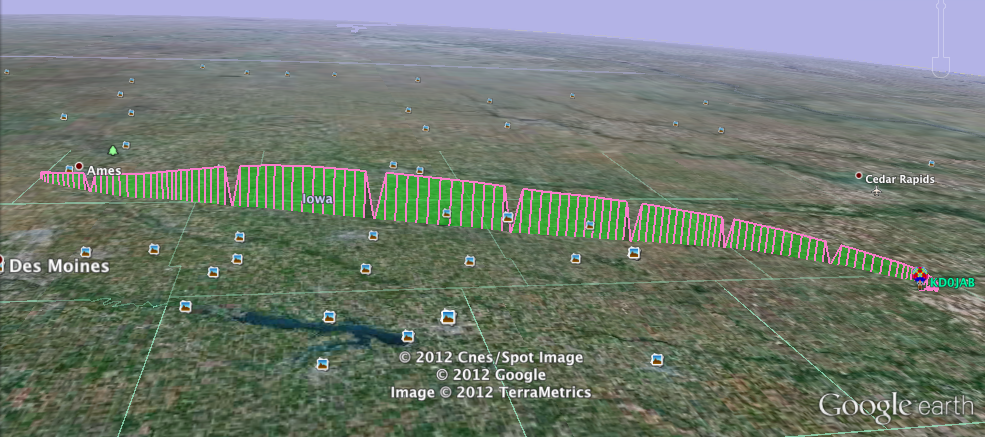 Ames
Cedar Rapids
Iowa
Des Moines
KD0JAB
© 2012 Cnes/Spot Image
© 2012 Google
Image © 2012 TerraMetrics
Google earth